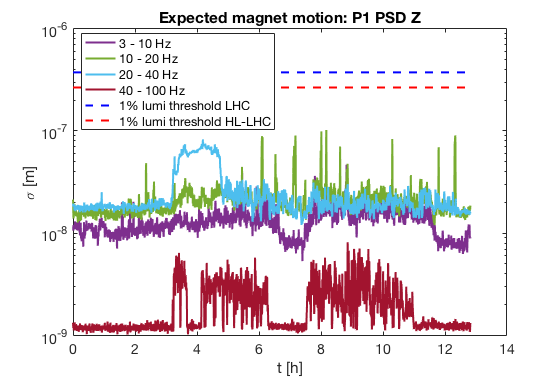 Expected magnet motion: P1 PSD Z
10^-6
3 - 10 Hz
10 - 20 Hz
20 - 40 Hz
40 - 100 Hz
1% lumi threshold LHC
1% lumi threshold HL-LHC
10^-7
σ [m]
10^-8
10^-9
0 2 4 6 8 10 12 14
t [h]